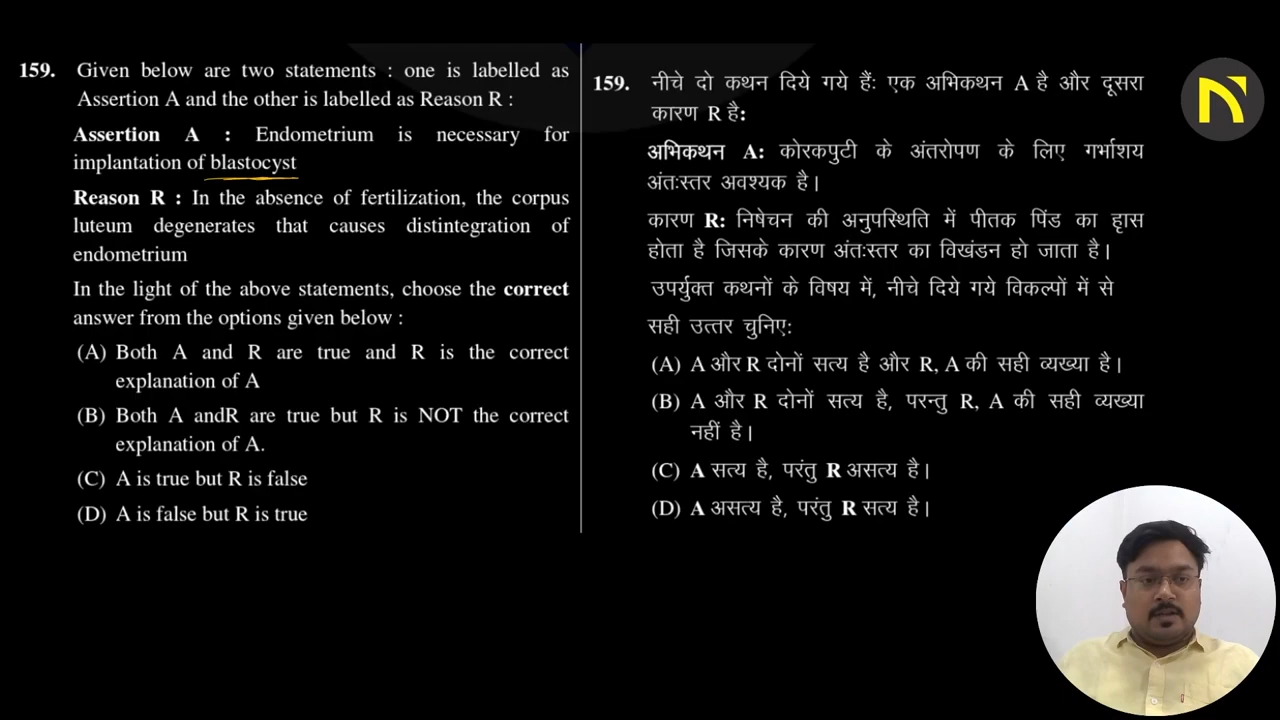 159. Given below are two statements : one is labelled as
Assertion A and the other is labelled as Reason R :
Assertion A : Endometrium is necessary for
implantation of blastocyst
Reason R : In the absence of fertilization, the corpus
luteum degenerates that causes distintegration of
endometrium
In the light of the above statements, choose the correct
answer from the options given below :
(A) Both A and R are true and R is the correct
explanation of A
(B) Both A andR are true but R is NOT the correct
explanation of A.
(C) A is true but R is false
(D) A is false but R is true
159. नीचे दो कथन दिये गये हैंः एक अभिकथन A है और दूसरा
कारण R हैः
अभिकथन A: कोरकपुटी के अंतरोपण के लिए गर्भाशय
अंतःस्तर अवश्यक है।
कारण R: निषेचन की अनुपस्थिति में पीतक पिंड का ह्रास
होता है जिसके कारण अंतःस्तर का विखंडन हो जाता है।
उपर्युक्त कथनों के विषय में, नीचे दिये गये विकल्पों में से
सही उत्तर चुनिए:
(A) A और R दोनों सत्य है और R, A की सही व्यख्या है।
(B) A और R दोनों सत्य है, परन्तु R, A की सही व्यख्या
नहीं है।
(C) A सत्य है, परंतु R असत्य है।
(D) A असत्य है, परंतु R सत्य है।